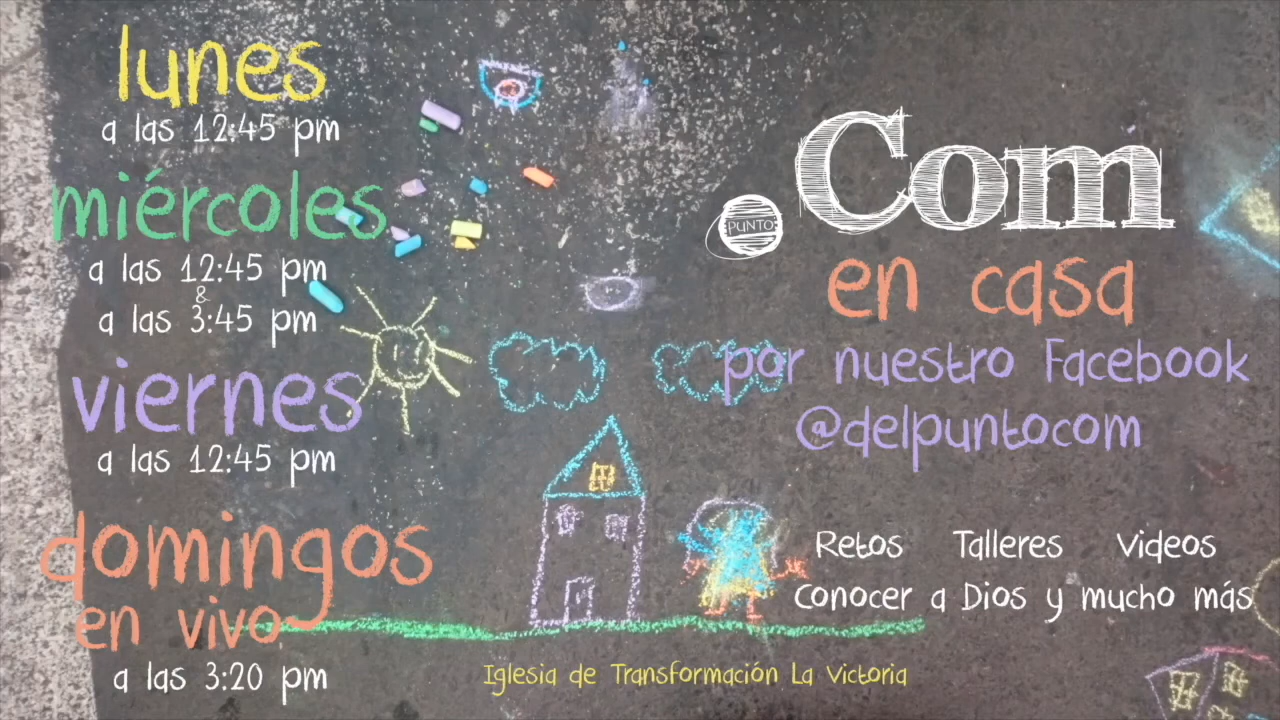 lunes
a las 12:45 pm
miércoles
a las 12:45 pm
&
a las 3:45 pm
viernes
a las 12:45 pm
domingos
en vivo
a las 3:20 pm
PUNTO
Com
en casa
por nuestro Facebook
@delpuntocom
Retos Talleres Videos
Conocer a Dios y mucho más
Iglesia de Transformación La Victoria